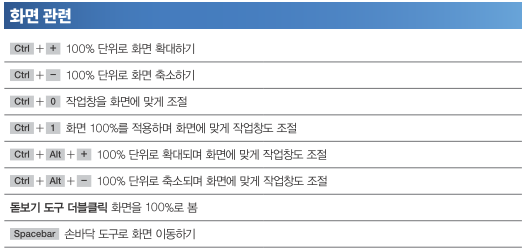 화면 관련
Ctrl + + 100% 단위로 화면 확대하기
Ctrl + - 100% 단위로 화면 축소하기
Ctrl + 0 작업창을 화면에 맞게 조절
Ctrl + 1 화면 100%를 적용하며 화면에 맞게 작업창도 조절
Ctrl + Alt + + 100% 단위로 확대되며 화면에 맞게 작업창도 조절
Ctrl + Alt + - 100% 단위로 축소되며 화면에 맞게 작업창도 조절
돋보기 도구 더블클릭 화면을 100%로 봄
Spacebar 손바닥 도구로 화면 이동하기